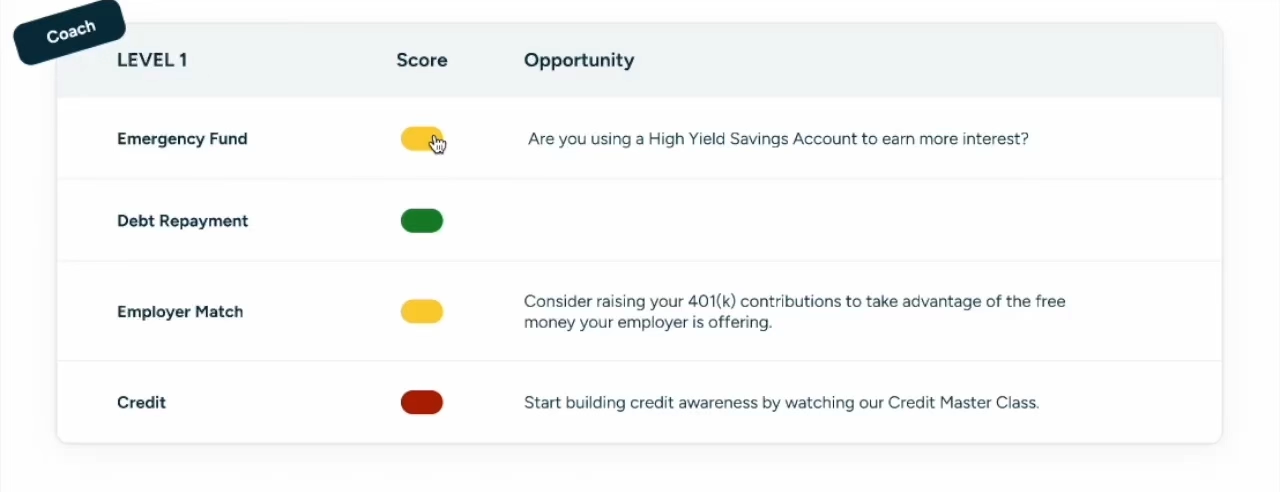 Coach
LEVEL 1 Score Opportunity
Emergency Fund Are you using a High Yield Savings Account to earn more interest?
Debt Repayment
Employer Match Consider raising your 401(k) contributions to take advantage of the free
money your employer is offering.
Credit Start building credit awareness by watching our Credit Master Class.